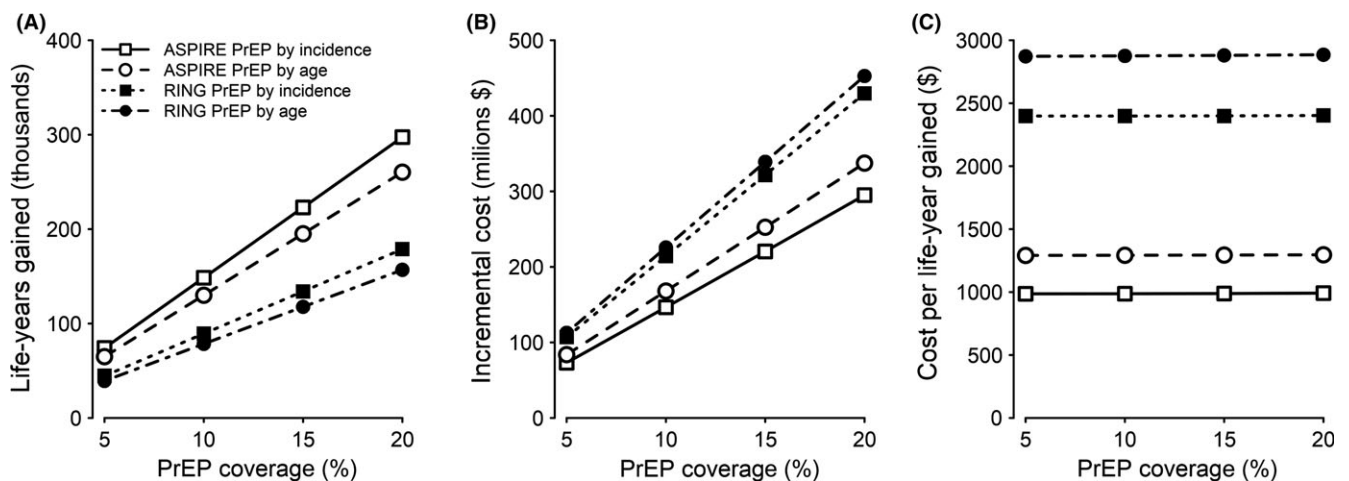 (A)
Life-years gained (thousands)
400
300
200
100
0
5 10 15 20
PrEP coverage (%)
ASPIRE PrEP by incidence
ASPIRE PrEP by age
RING PrEP by incidence
RING PrEP by age
(B)
Incremental cost (milions $)
500
400
300
200
100
0
5 10 15 20
PrEP coverage (%)
(C)
Cost per life-year gained ($)
3000
2500
2000
1500
1000
500
0
5 10 15 20
PrEP coverage (%)